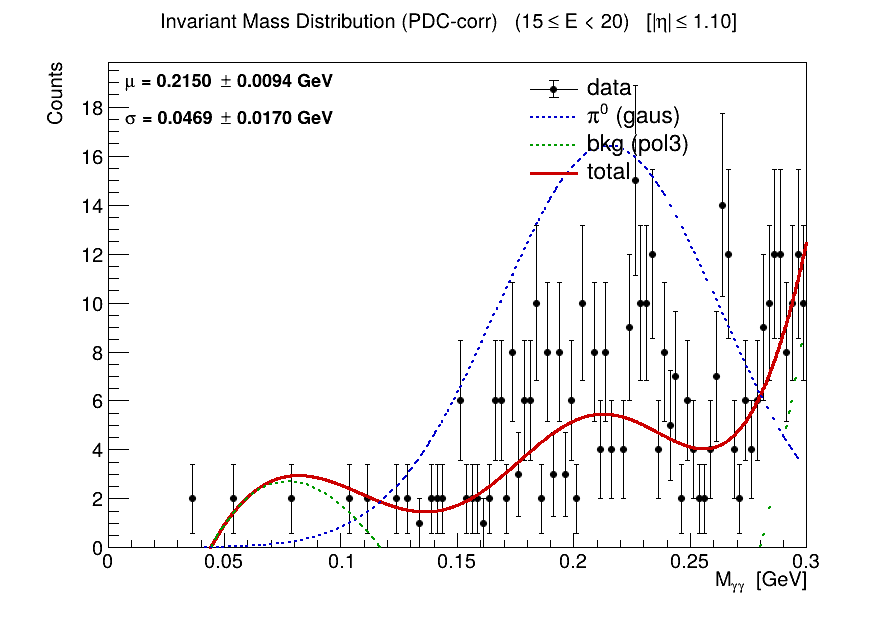 Invariant Mass Distribution (PDC-corr) (15 ≤ E < 20) [|η| ≤ 1.10]
Counts
μ = 0.2150 ± 0.0094 GeV
σ = 0.0469 ± 0.0170 GeV
data
π⁰ (gaus)
bkg (pol3)
total
18
16
14
12
10
8
6
4
2
0
0 0.05 0.1 0.15 0.2 0.25 0.3
Mγγ [GeV]